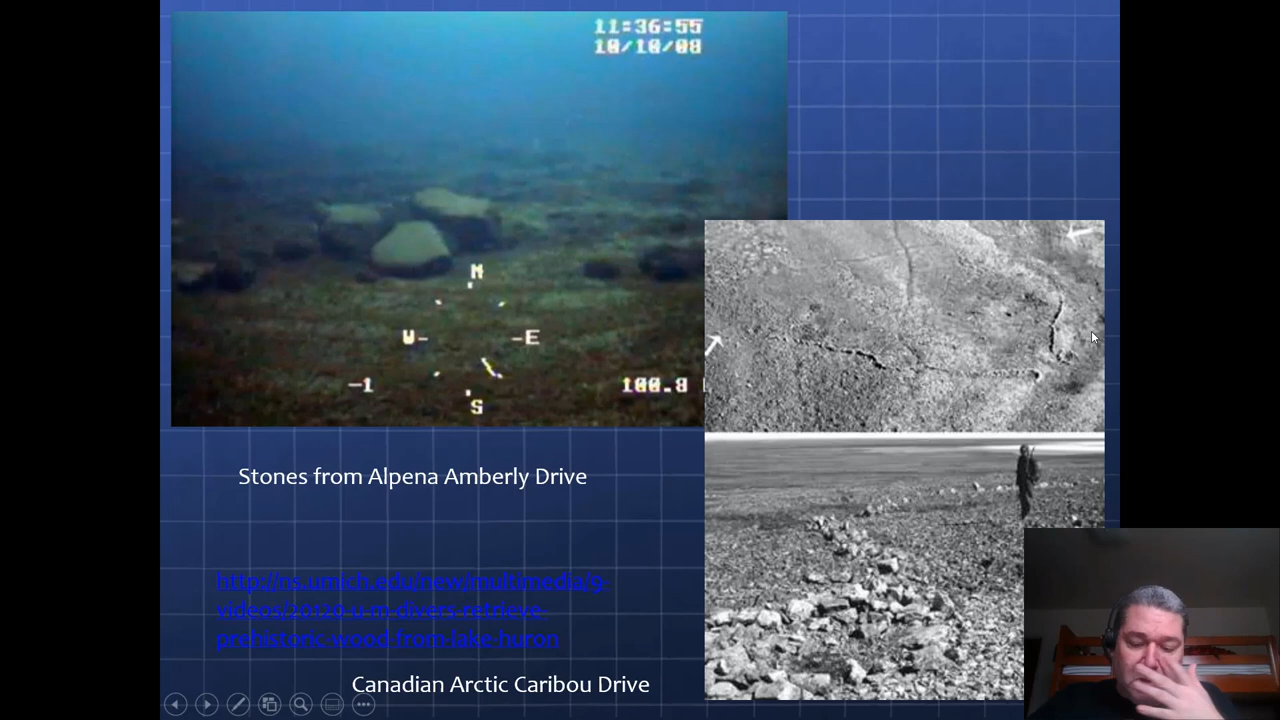 11:36:55
10/10/08
N
W- -E
-1 100.8
S
Stones from Alpena Amberly Drive
http://ns.umich.edu/new/multimedia/9-
videos/20120-u-m-divers-retrieve-
prehistoric-wood-from-lake-huron
Canadian Arctic Caribou Drive